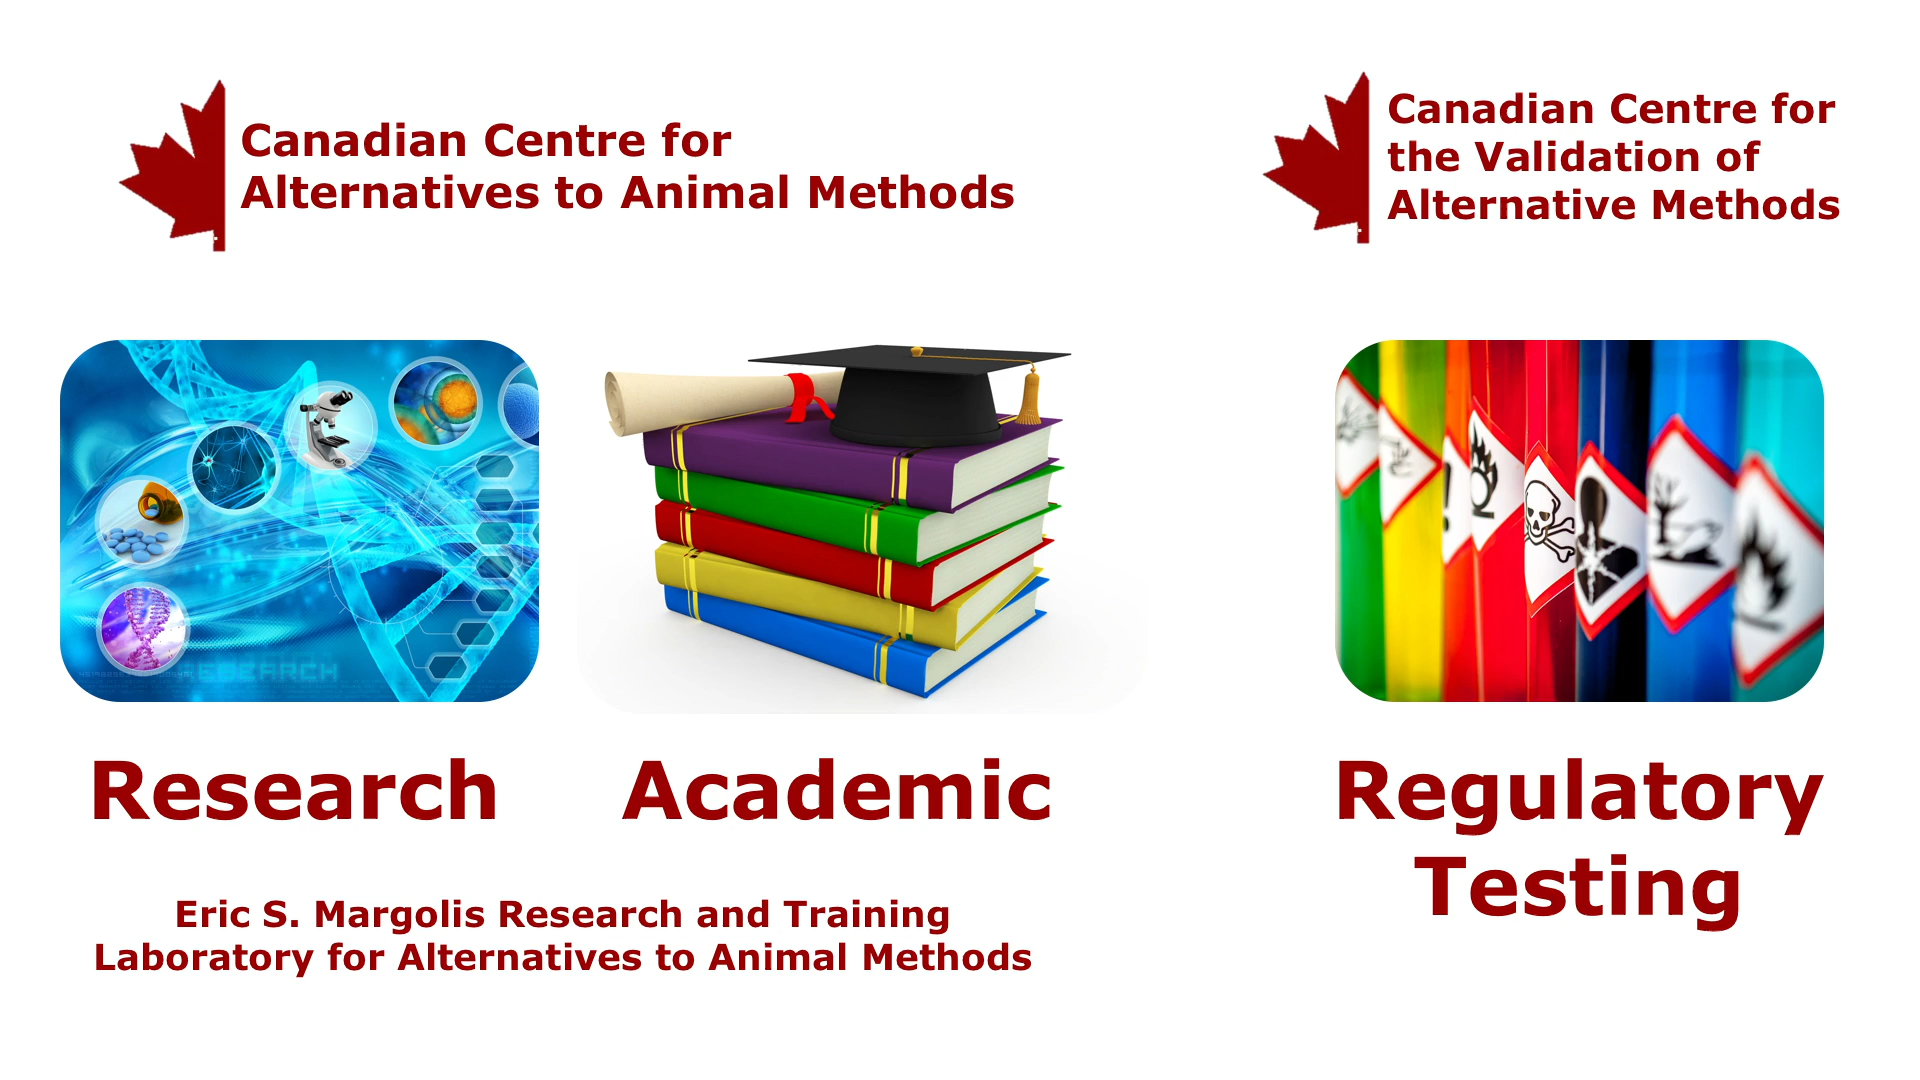 Canadian Centre for
Alternatives to Animal Methods
Canadian Centre for
the Validation of
Alternative Methods
RESEARCH
Research
Academic
Regulatory
Testing
Eric S. Margolis Research and Training
Laboratory for Alternatives to Animal Methods